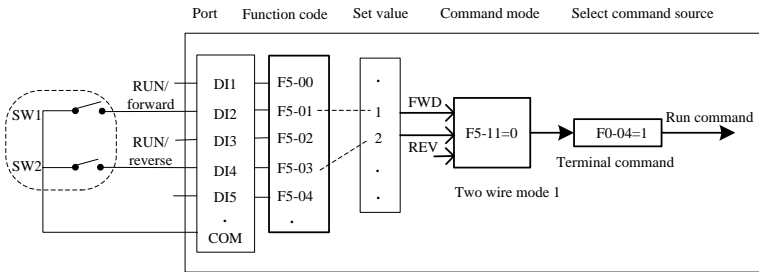 Port Function code Set value Command mode Select command source
RUN/
forward
SW1
RUN/
reverse
SW2
DI1
DI2
DI3
DI4
DI5
.
COM
F5-00
F5-01
F5-02
F5-03
F5-04
.
.
1
2
.
.
FWD
REV
F5-11=0
Two wire mode 1
F0-04=1
Terminal command
Run command